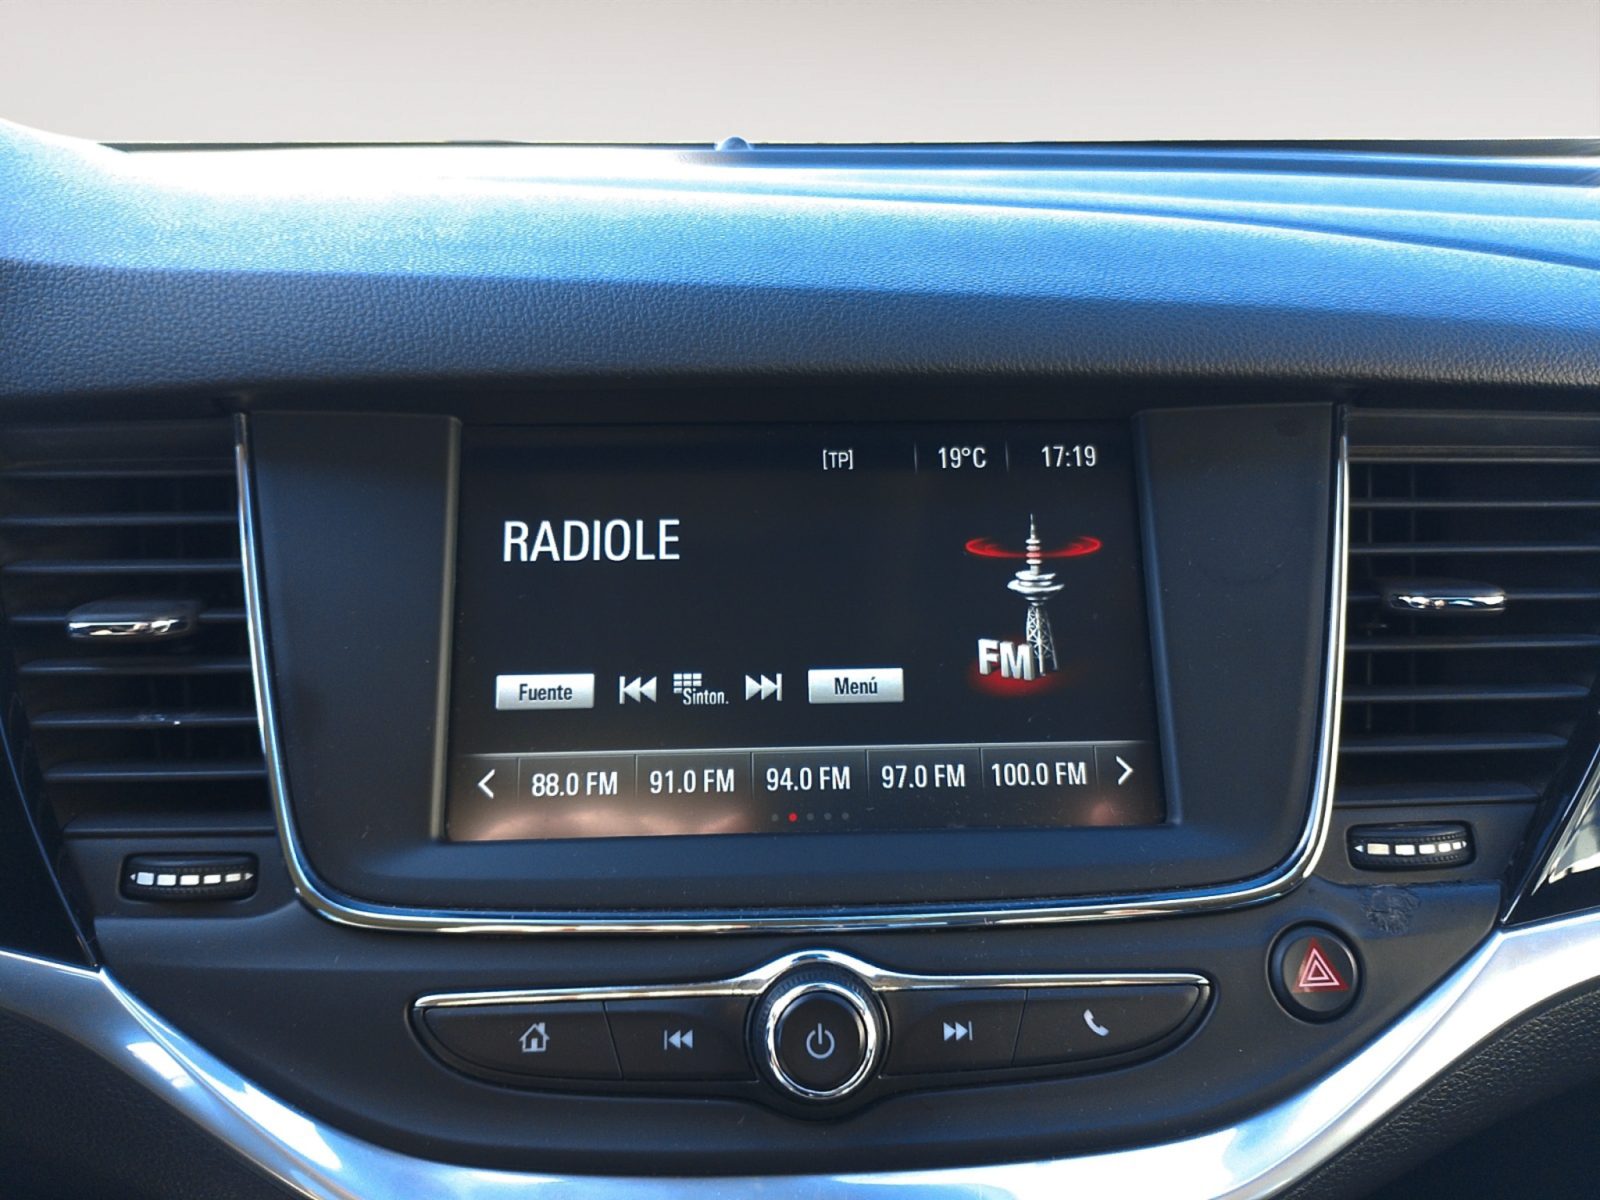 [TP] 19°C 17:19
RADIOLE
FM
Fuente Sinton. Menú
88.0 FM 91.0 FM 94.0 FM 97.0 FM 100.0 FM